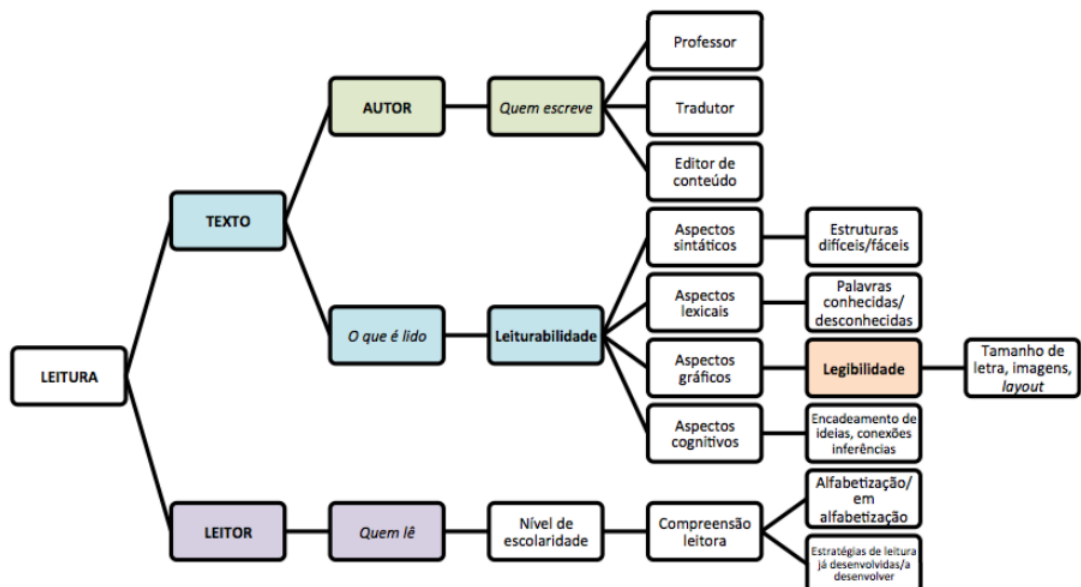 LEITURA
TEXTO
AUTOR
Quem escreve
Professor
Tradutor
Editor de
conteúdo
O que é lido
Leiturabilidade
Aspectos
sintáticos
Estruturas
difíceis/fáceis
Aspectos
lexicais
Palavras
conhecidas/
desconhecidas
Aspectos
gráficos
Legibilidade
Tamanho de
letra, imagens,
layout
Aspectos
cognitivos
Encadeamento de
ideias, conexões
inferências
LEITOR
Quem lê
Nível de
escolaridade
Compreensão
leitora
Alfabetização/
em
alfabetização
Estratégias de leitura
já desenvolvidas/a
desenvolver